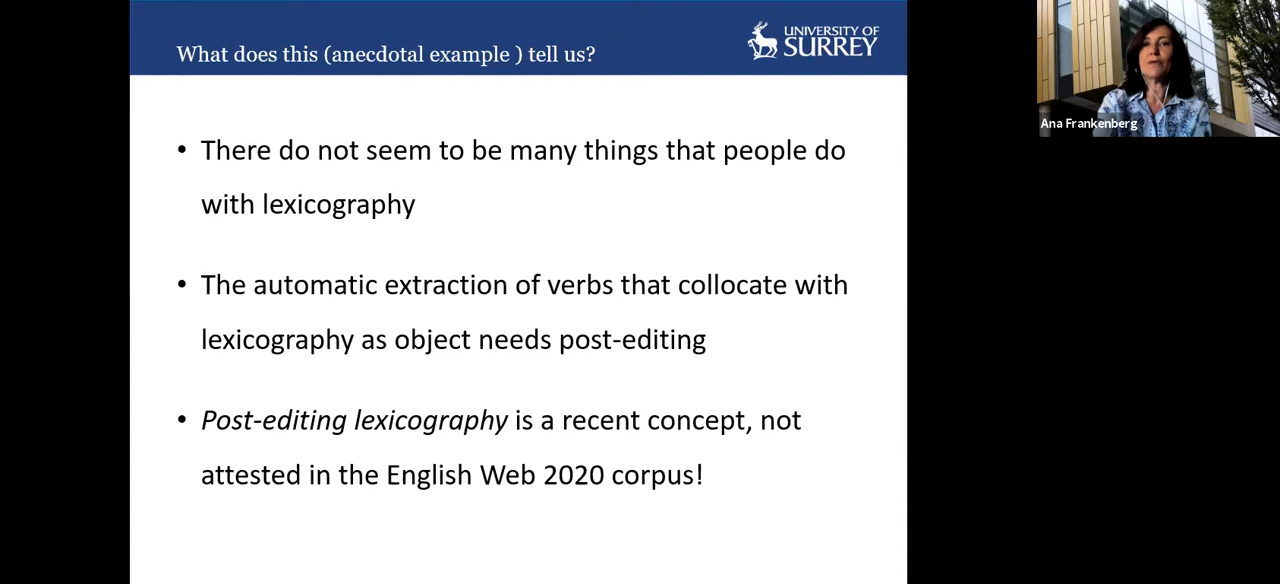 What does this (anecdotal example ) tell us?
UNIVERSITY OF
SURREY
Ana Frankenberg
• There do not seem to be many things that people do
with lexicography
• The automatic extraction of verbs that collocate with
lexicography as object needs post-editing
• Post-editing lexicography is a recent concept, not
attested in the English Web 2020 corpus!